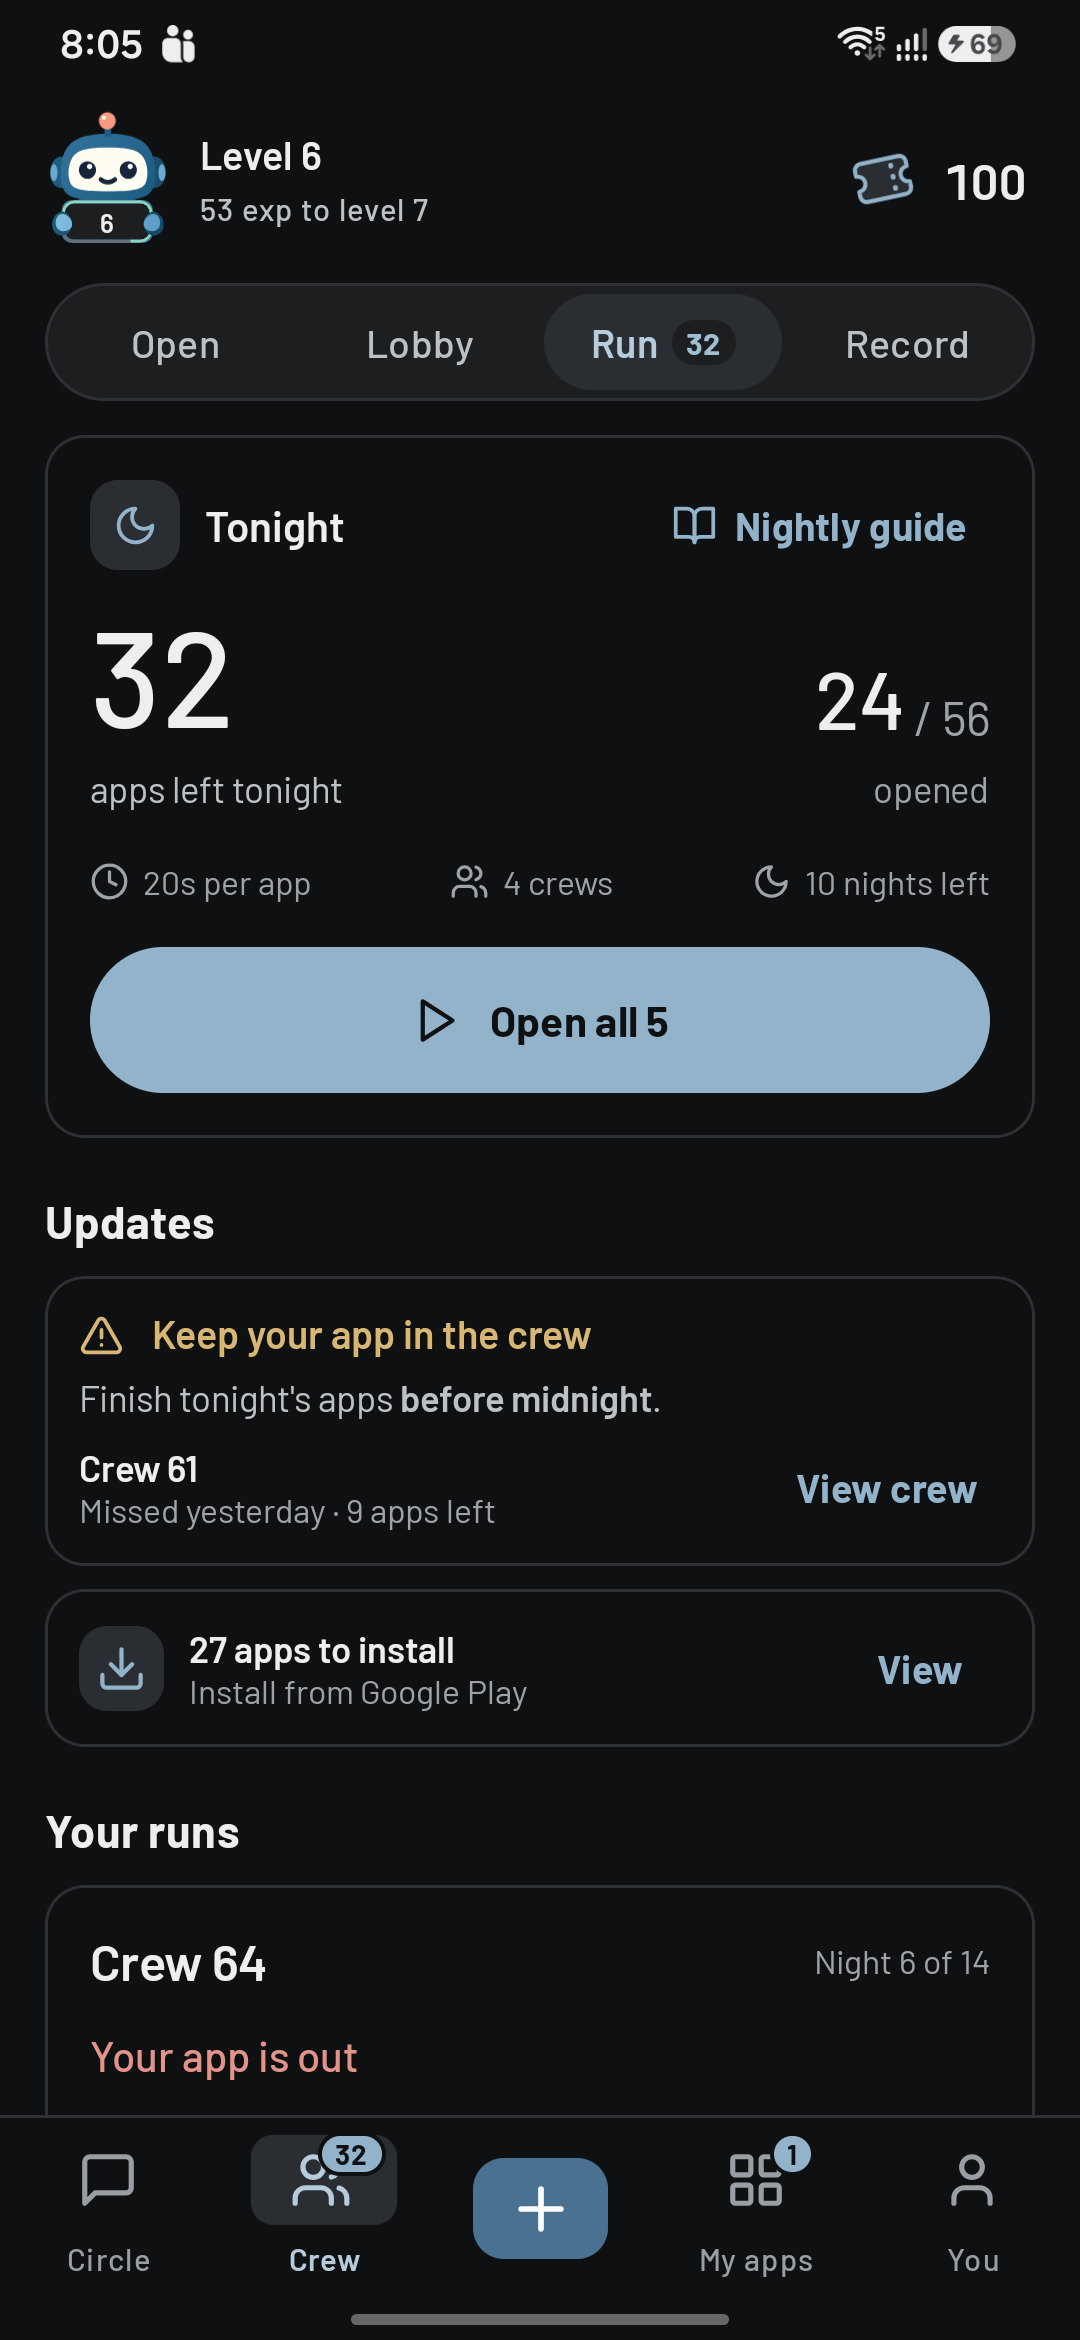 8:05
5
69
Level 6
53 exp to level 7
6
100
Open
Lobby
Run 32
Record
Tonight
Nightly guide
32
24 / 56
apps left tonight
opened
20s per app
4 crews
10 nights left
Open all 5
Updates
Keep your app in the crew
Finish tonight's apps before midnight.
Crew 61
Missed yesterday · 9 apps left
View crew
27 apps to install
Install from Google Play
View
Your runs
Crew 64
Night 6 of 14
Your app is out
32
1
Circle
Crew
My apps
You